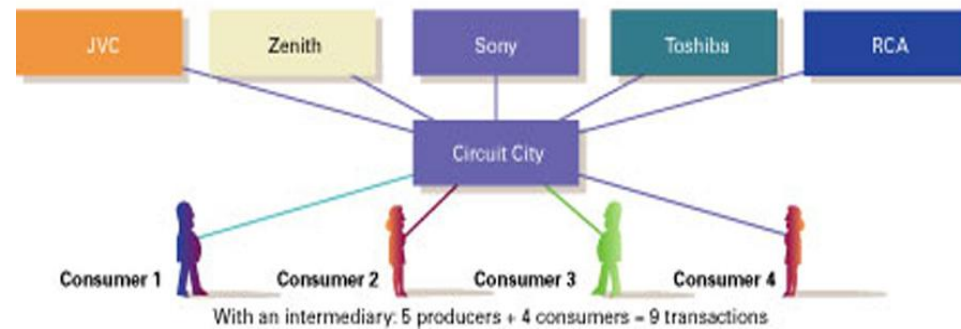 JVC
Zenith
Sony
Toshiba
RCA
Circuit City
Consumer 1
Consumer 2
Consumer 3
Consumer 4
With an intermediary: 5 producers + 4 consumers = 9 transactions